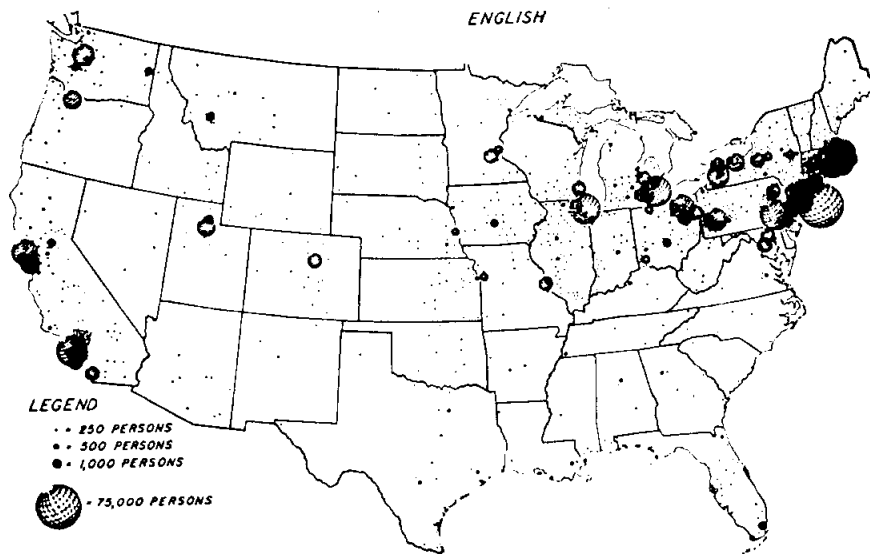 ENGLISH
LEGEND
· = 250 PERSONS
• = 500 PERSONS
● = 1,000 PERSONS
= 75,000 PERSONS